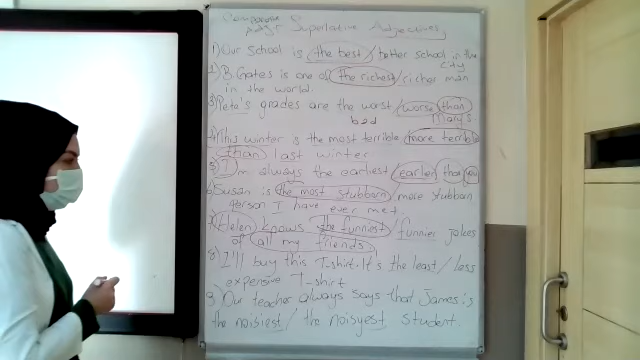 Comparative &
Superlative Adjectives
1) Our school is the best / better school in the
city
2) B.Gates is one of the richest / richer man
in the world.
3) Pete's grades are the worst / worse than
bad Mary's
4) This winter is the most terrible / more terrible
than last winter.
5) I'm always the earliest / earlier than you
6) Susan is the most stubborn / more stubborn
person I have ever met.
7) Helen knows the funniest / funnier jokes
of all my friends
8) I'll buy this T-shirt. It's the least / less
expensive T-shirt
9) Our teacher always says that James is
the noisiest / the noisyest student.